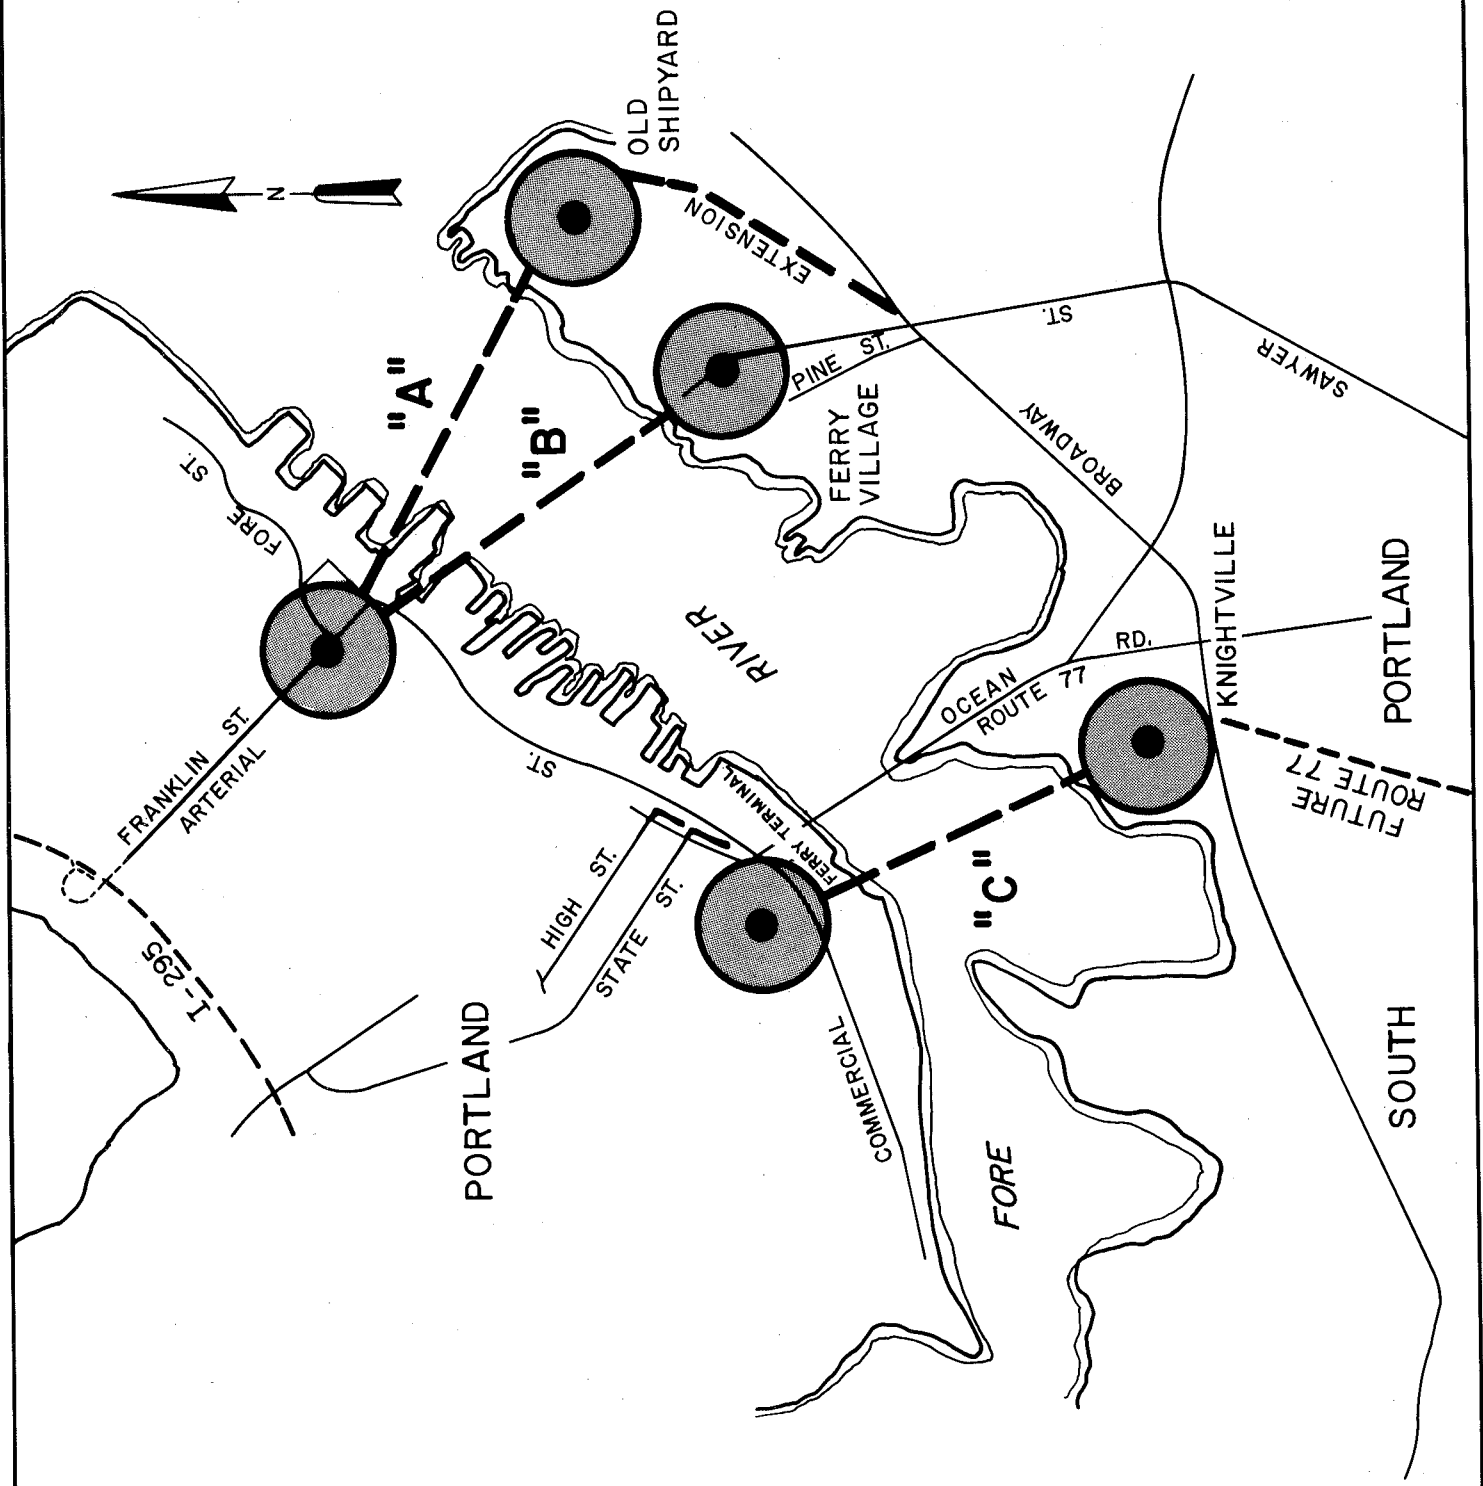 OLD
SHIPYARD
N
EXTENSION
"A"
"B"
ST.
FORE
FRANKLIN ST.
ARTERIAL
I-295
PINE ST.
ST.
SAWYER
FERRY
VILLAGE
BROADWAY
RIVER
OCEAN
RD.
ROUTE 77
KNIGHTVILLE
ST.
FERRY TERMINAL
HIGH ST.
STATE ST.
"C"
FUTURE
ROUTE 77
PORTLAND
SOUTH
PORTLAND
COMMERCIAL
FORE